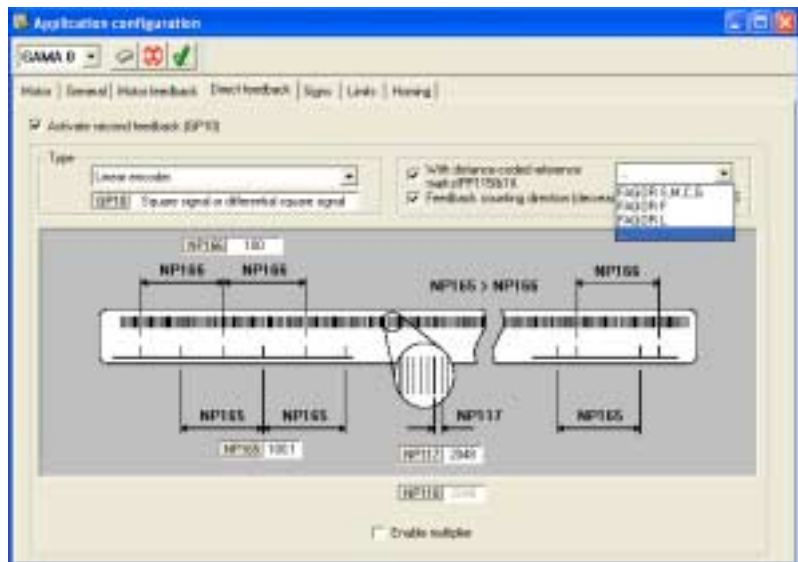 Application configuration
GAMA 0
Motor General Motor feedback Direct feedback Signs Limits Homing
Activate second feedback (GP10)
Type
Linear encoder
GP10 Square signal or differential square signal
With distance-coded reference
mark
Feedback counting direction
FAGOR S,M,C,G
FAGOR F
FAGOR L
NP166 100
NP166 NP166 NP165 > NP166 NP166
NP165 NP165 NP117 NP165
NP165 1001
NP117 2048
NP118
Enable multiplier